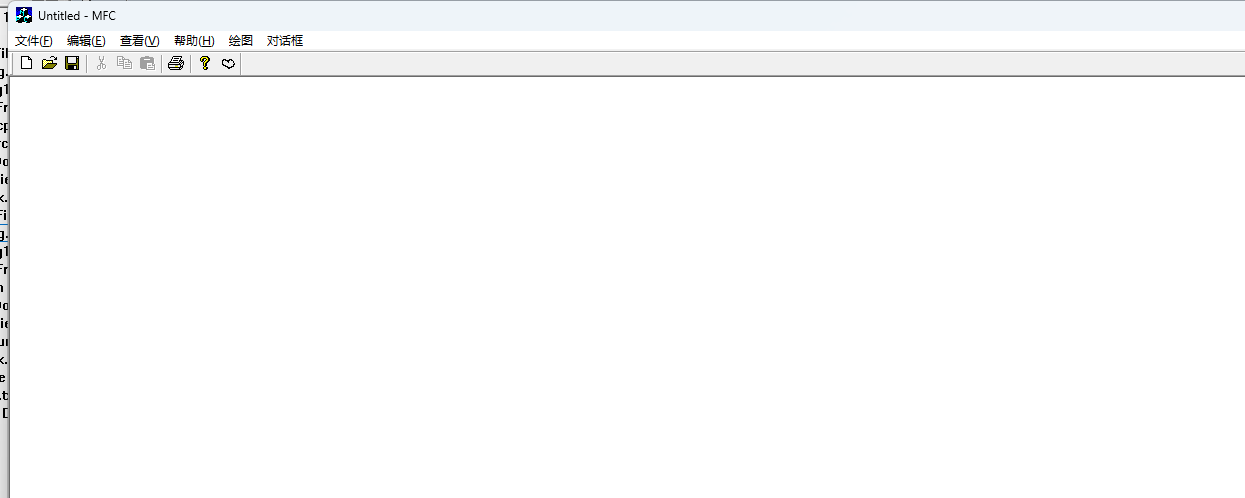 Untitled - MFC
文件(F) 编辑(E) 查看(V) 帮助(H) 绘图 对话框